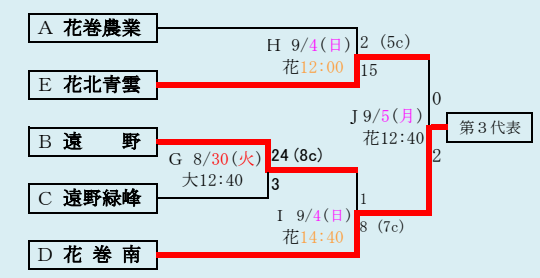 A 花巻農業
H 9/4(日) 2 (5c)
花12:00 15
E 花北青雲
0
J 9/5(月) 第3代表
花12:40
2
B 遠 野
G 8/30(火) 24 (8c)
大12:40 3
C 遠野緑峰
1
I 9/4(日) 8 (7c)
花14:40
D 花 巻 南